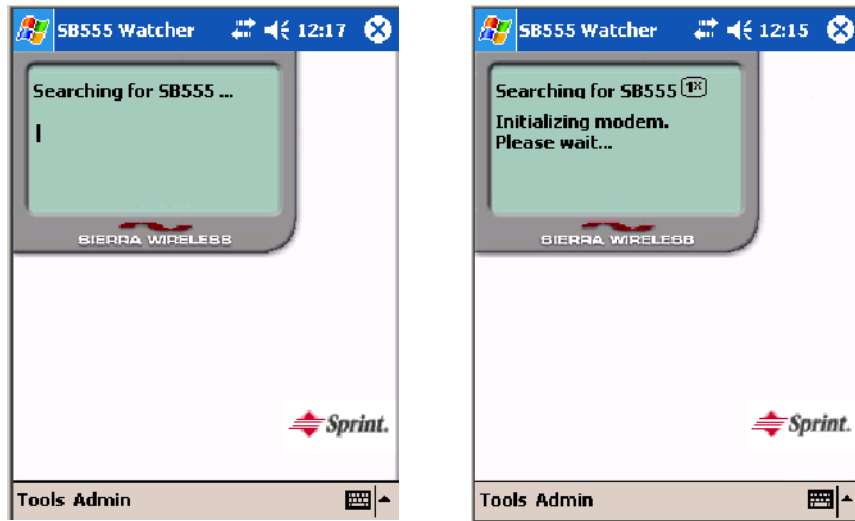 SB555 Watcher 12:17
Searching for SB555 ...
SIERRA WIRELESS
Sprint.
Tools Admin
SB555 Watcher 12:15
Searching for SB555 1X
Initializing modem.
Please wait...
SIERRA WIRELESS
Sprint.
Tools Admin